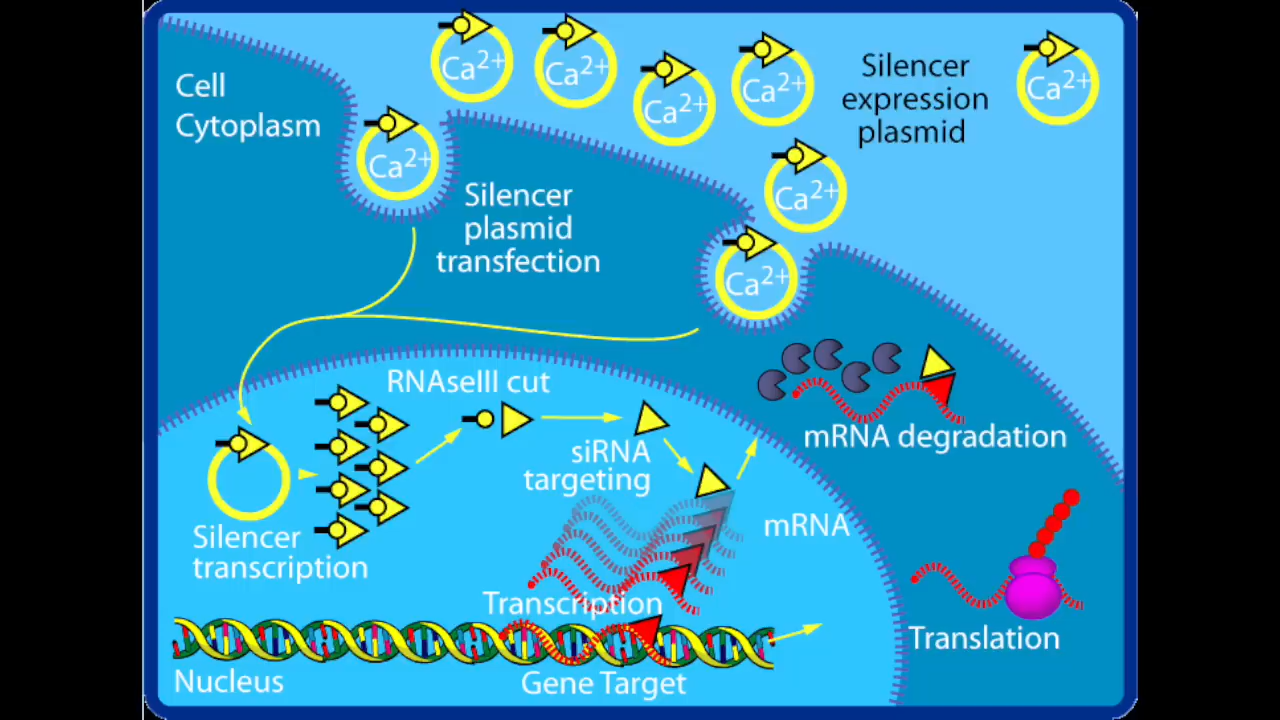 Ca2+
Ca2+
Ca2+
Ca2+
Ca2+
Silencer
expression
plasmid
Cell
Cytoplasm
Ca2+
Ca2+
Silencer
plasmid
transfection
Ca2+
RNAseIII cut
mRNA degradation
siRNA
targeting
mRNA
Silencer
transcription
Transcription
Translation
Nucleus
Gene Target